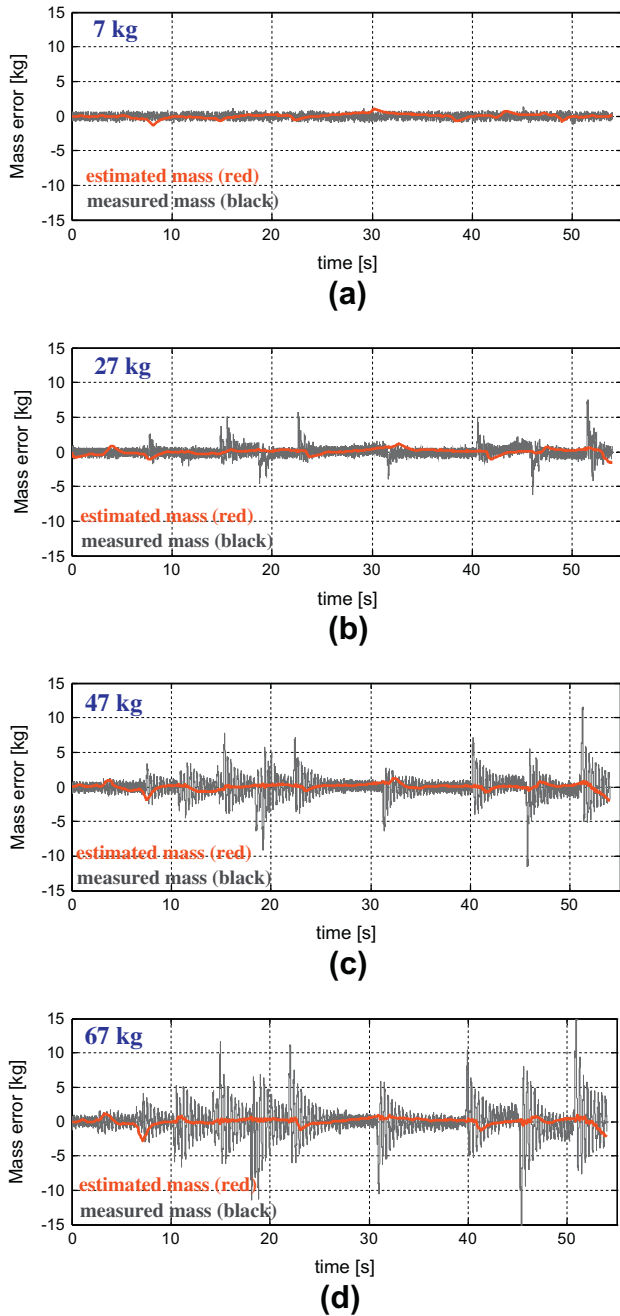 15
7 kg
10
5
0
-5
-10
-15
Mass error [kg]
estimated mass (red)
measured mass (black)
0 10 20 30 40 50
time [s]
(a)
15
27 kg
10
5
0
-5
-10
-15
Mass error [kg]
estimated mass (red)
measured mass (black)
0 10 20 30 40 50
time [s]
(b)
15
47 kg
10
5
0
-5
-10
-15
Mass error [kg]
estimated mass (red)
measured mass (black)
0 10 20 30 40 50
time [s]
(c)
15
67 kg
10
5
0
-5
-10
-15
Mass error [kg]
estimated mass (red)
measured mass (black)
0 10 20 30 40 50
time [s]
(d)